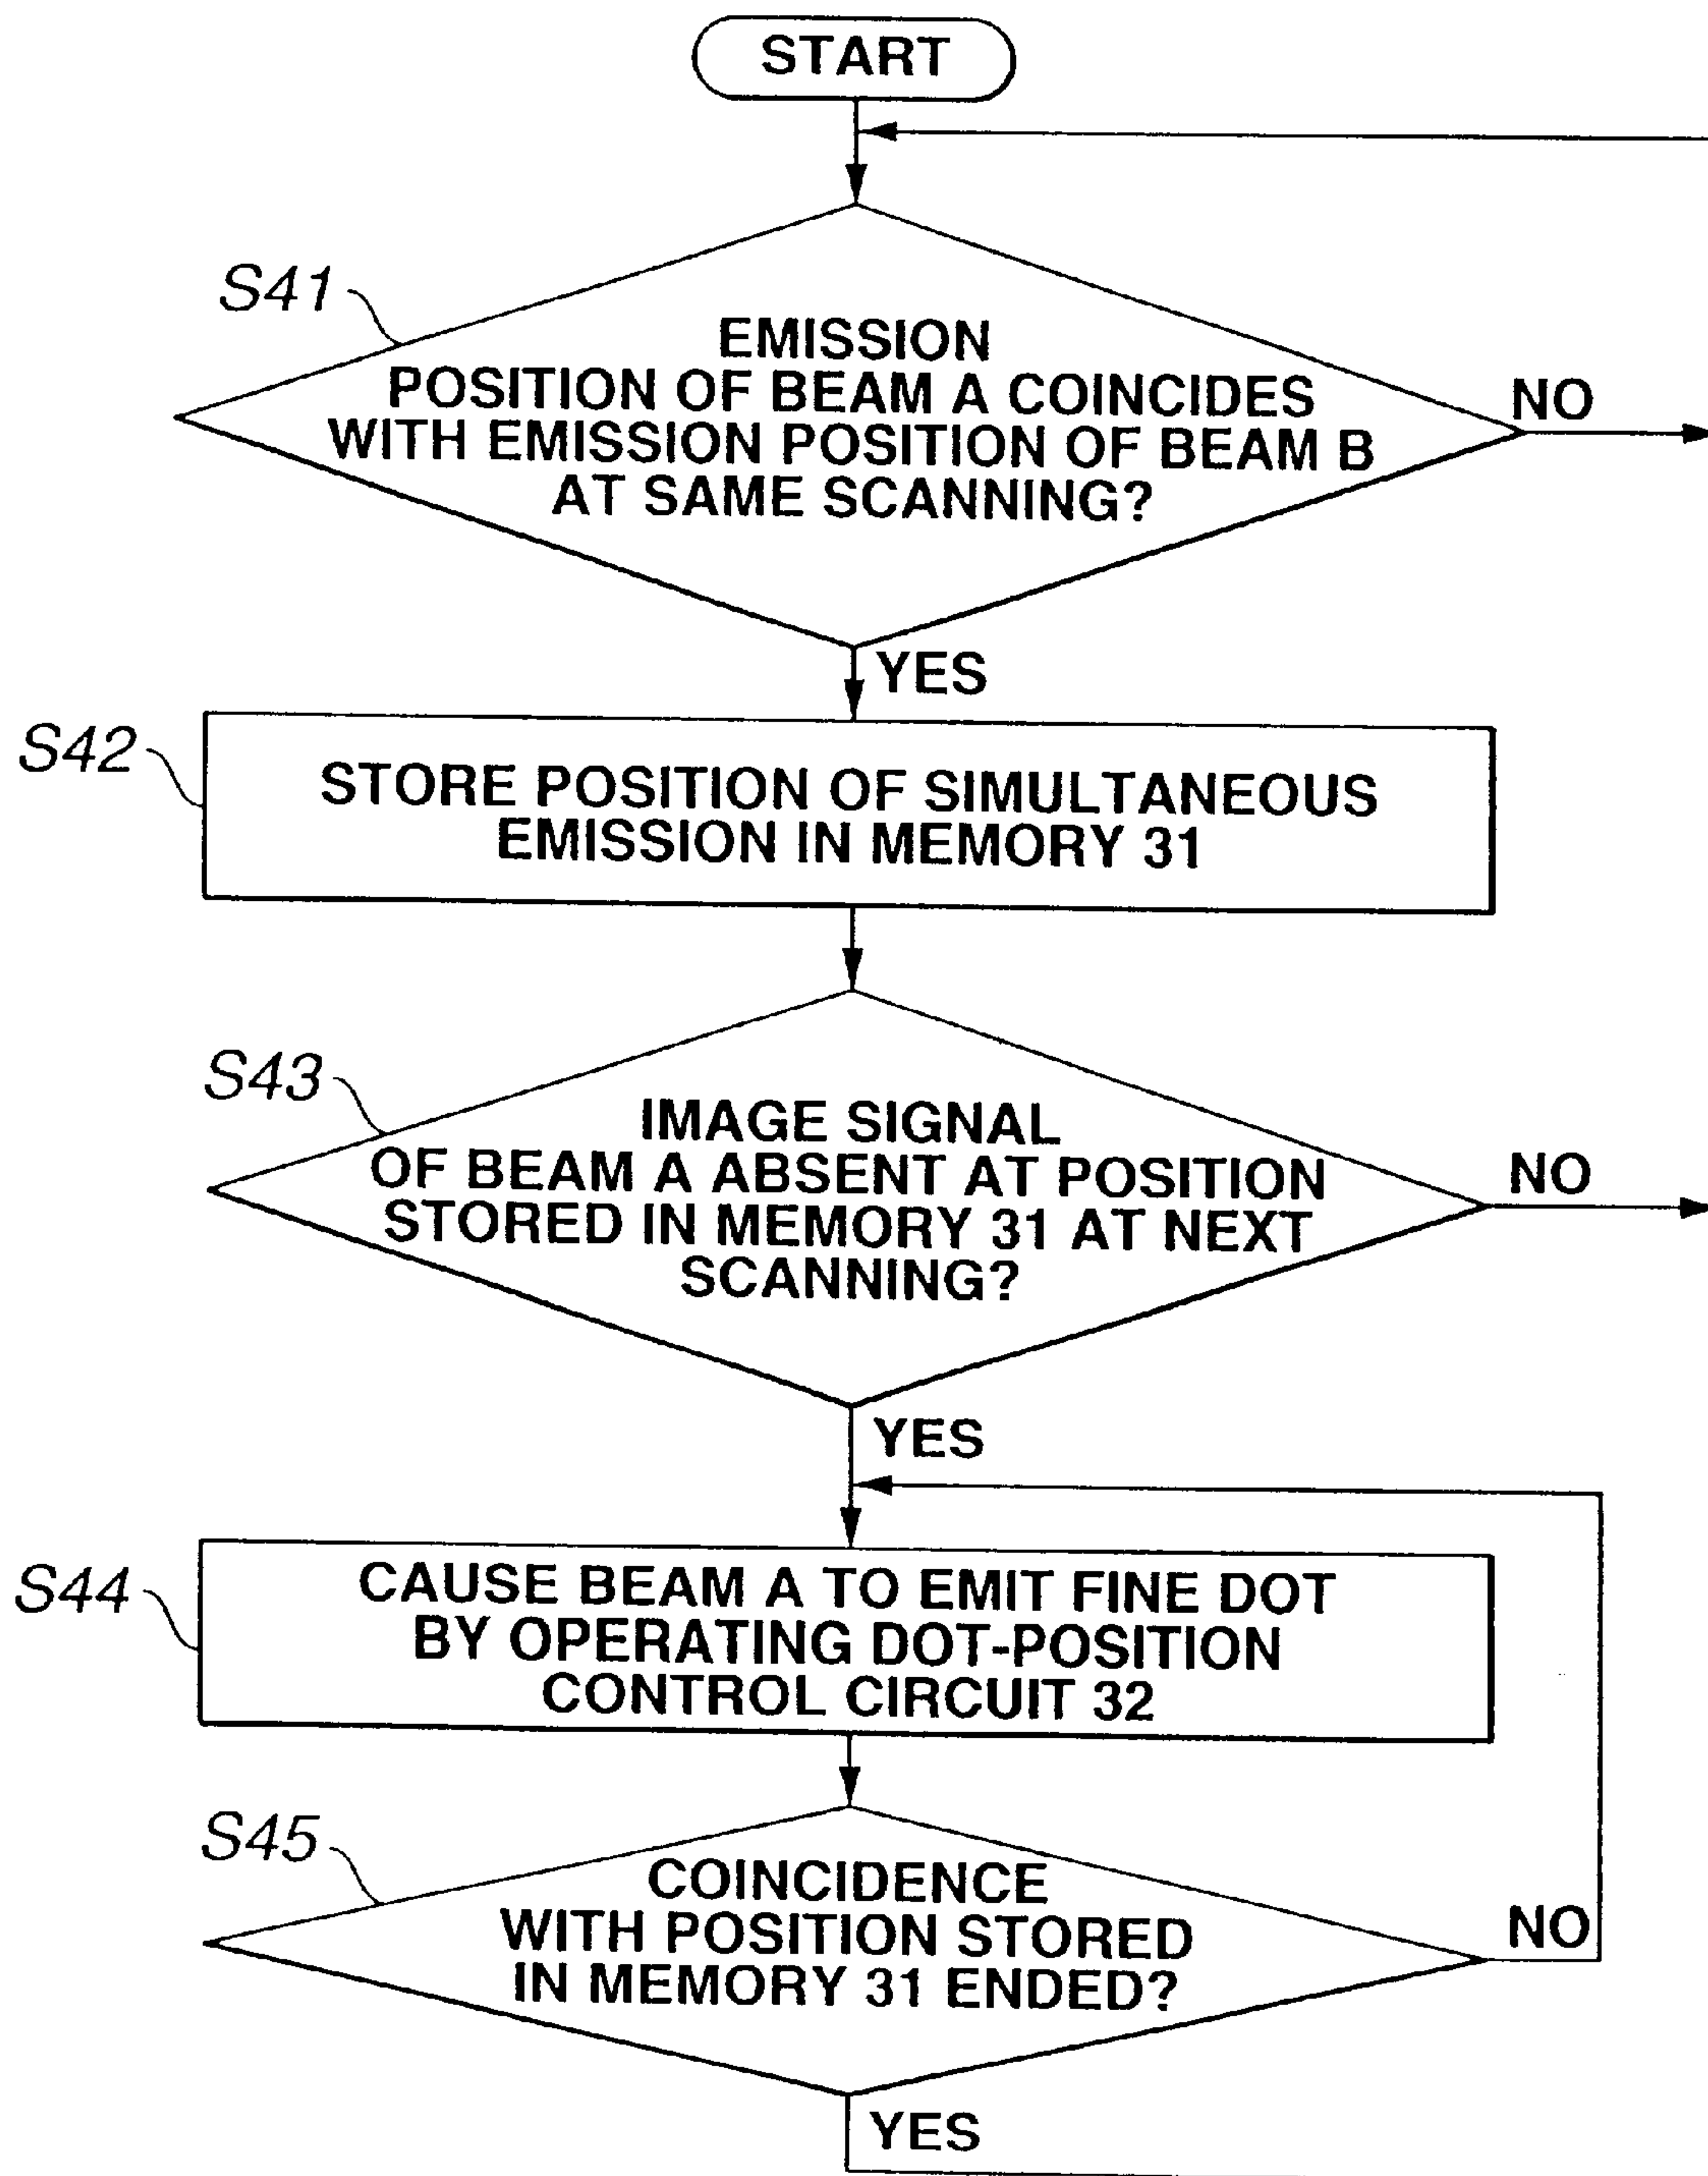 START
S41
EMISSION
POSITION OF BEAM A COINCIDES
WITH EMISSION POSITION OF BEAM B
AT SAME SCANNING?
NO
YES
S42
STORE POSITION OF SIMULTANEOUS
EMISSION IN MEMORY 31
S43
IMAGE SIGNAL
OF BEAM A ABSENT AT POSITION
STORED IN MEMORY 31 AT NEXT
SCANNING?
NO
YES
S44
CAUSE BEAM A TO EMIT FINE DOT
BY OPERATING DOT-POSITION
CONTROL CIRCUIT 32
S45
COINCIDENCE
WITH POSITION STORED
IN MEMORY 31 ENDED?
NO
YES